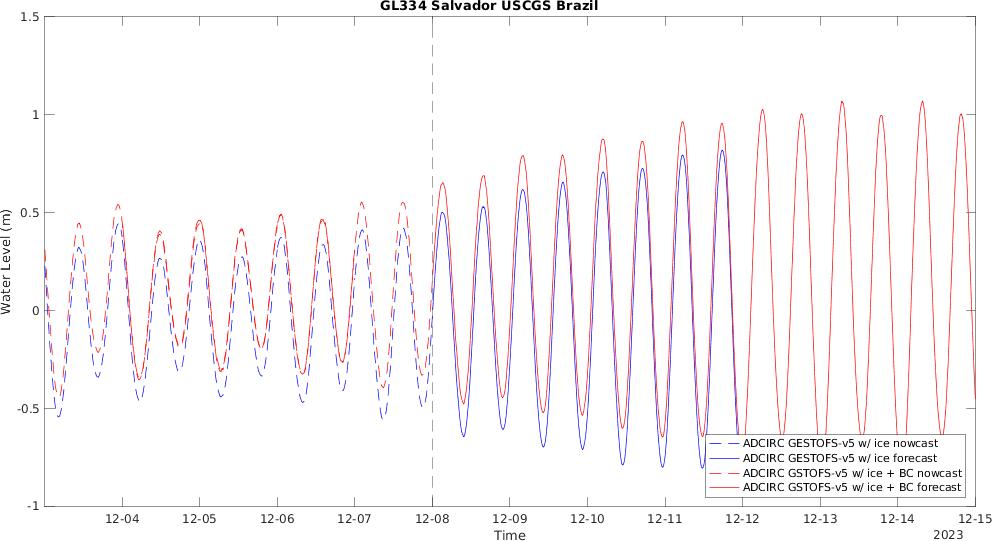 GL334 Salvador USCGS Brazil
1.5
1
0.5
0
-0.5
-1
Water Level (m)
ADCIRC GESTOFS-v5 w/ ice nowcast
ADCIRC GESTOFS-v5 w/ ice forecast
ADCIRC GSTOFS-v5 w/ ice + BC nowcast
ADCIRC GSTOFS-v5 w/ ice + BC forecast
12-04 12-05 12-06 12-07 12-08 12-09 12-10 12-11 12-12 12-13 12-14 12-15
Time
2023